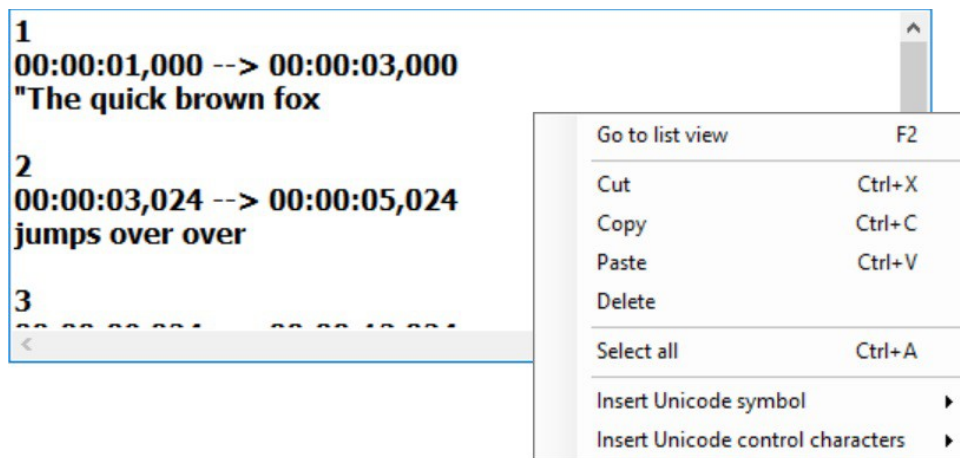 1
00:00:01,000 --> 00:00:03,000
"The quick brown fox
2
00:00:03,024 --> 00:00:05,024
jumps over over
3
Go to list view F2
Cut Ctrl+X
Copy Ctrl+C
Paste Ctrl+V
Delete
Select all Ctrl+A
Insert Unicode symbol
Insert Unicode control characters